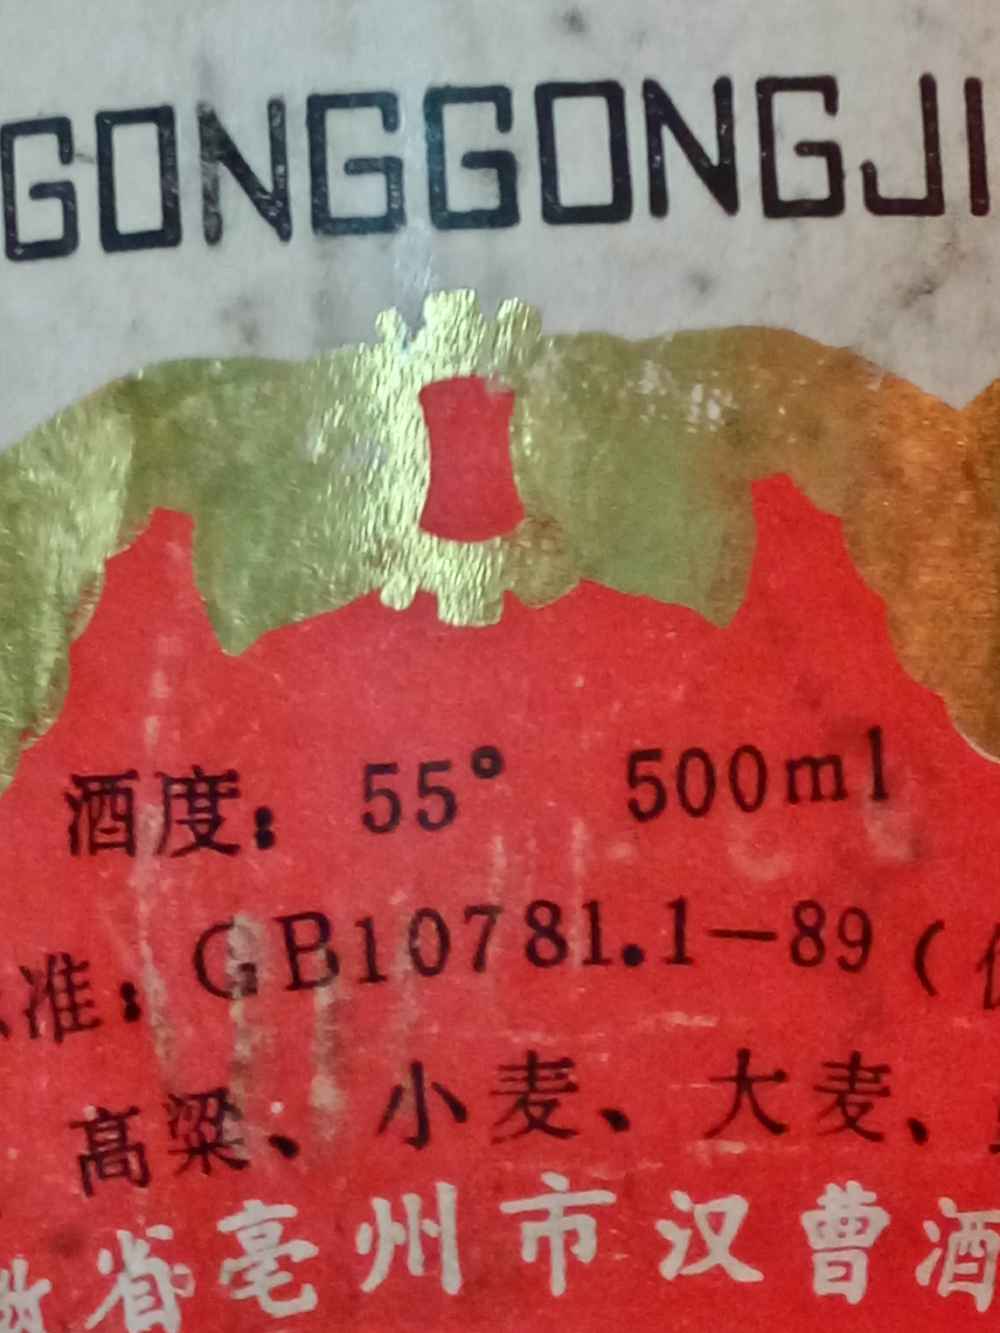 GONGGONGJI
酒度：55° 500ml
准：GB10781.1－89（
高粱、小麦、大麦、
徽省亳州市汉曹酒